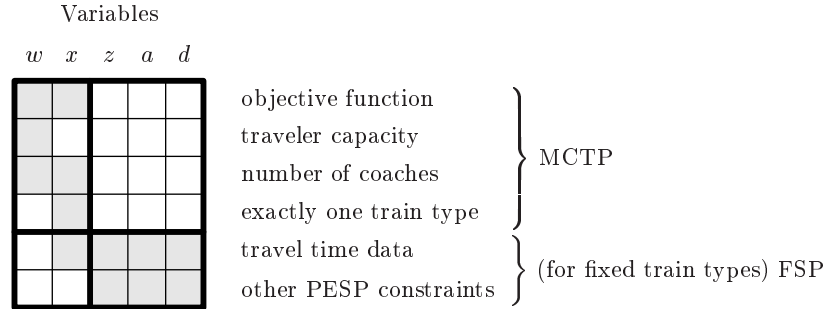 Variables
w x z a d
objective function
traveler capacity
number of coaches
exactly one train type
MCTP
travel time data
other PESP constraints
(for fixed train types) FSP